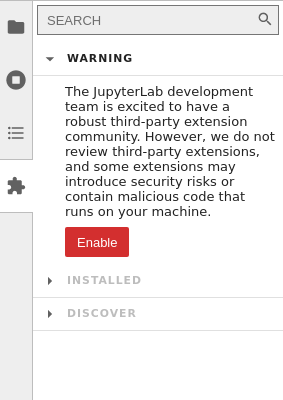 SEARCH
WARNING
The JupyterLab development
team is excited to have a
robust third-party extension
community. However, we do not
review third-party extensions,
and some extensions may
introduce security risks or
contain malicious code that
runs on your machine.
Enable
INSTALLED
DISCOVER